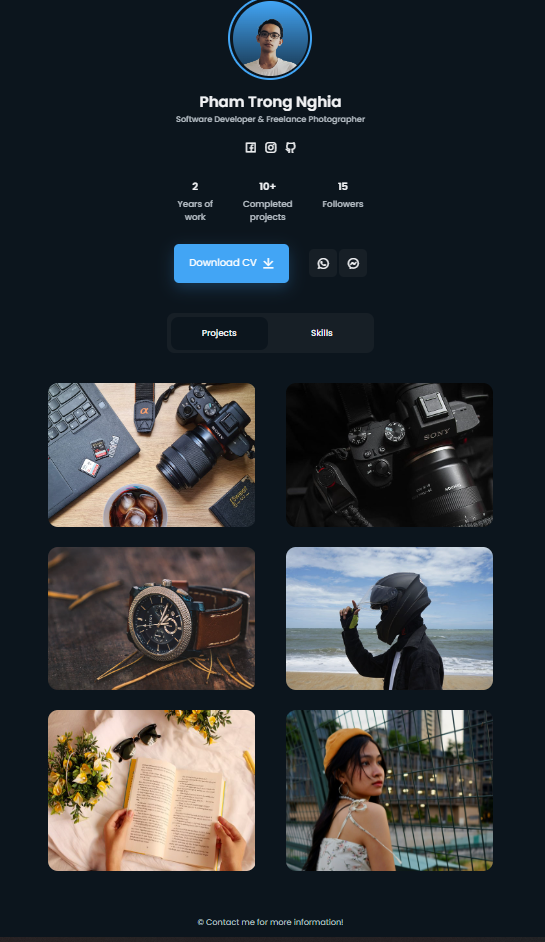 Pham Trong Nghia
Software Developer & Freelance Photographer
2
Years of
work
10+
Completed
projects
15
Followers
Download CV
Projects
Skills
α
SONY
© Contact me for more information!